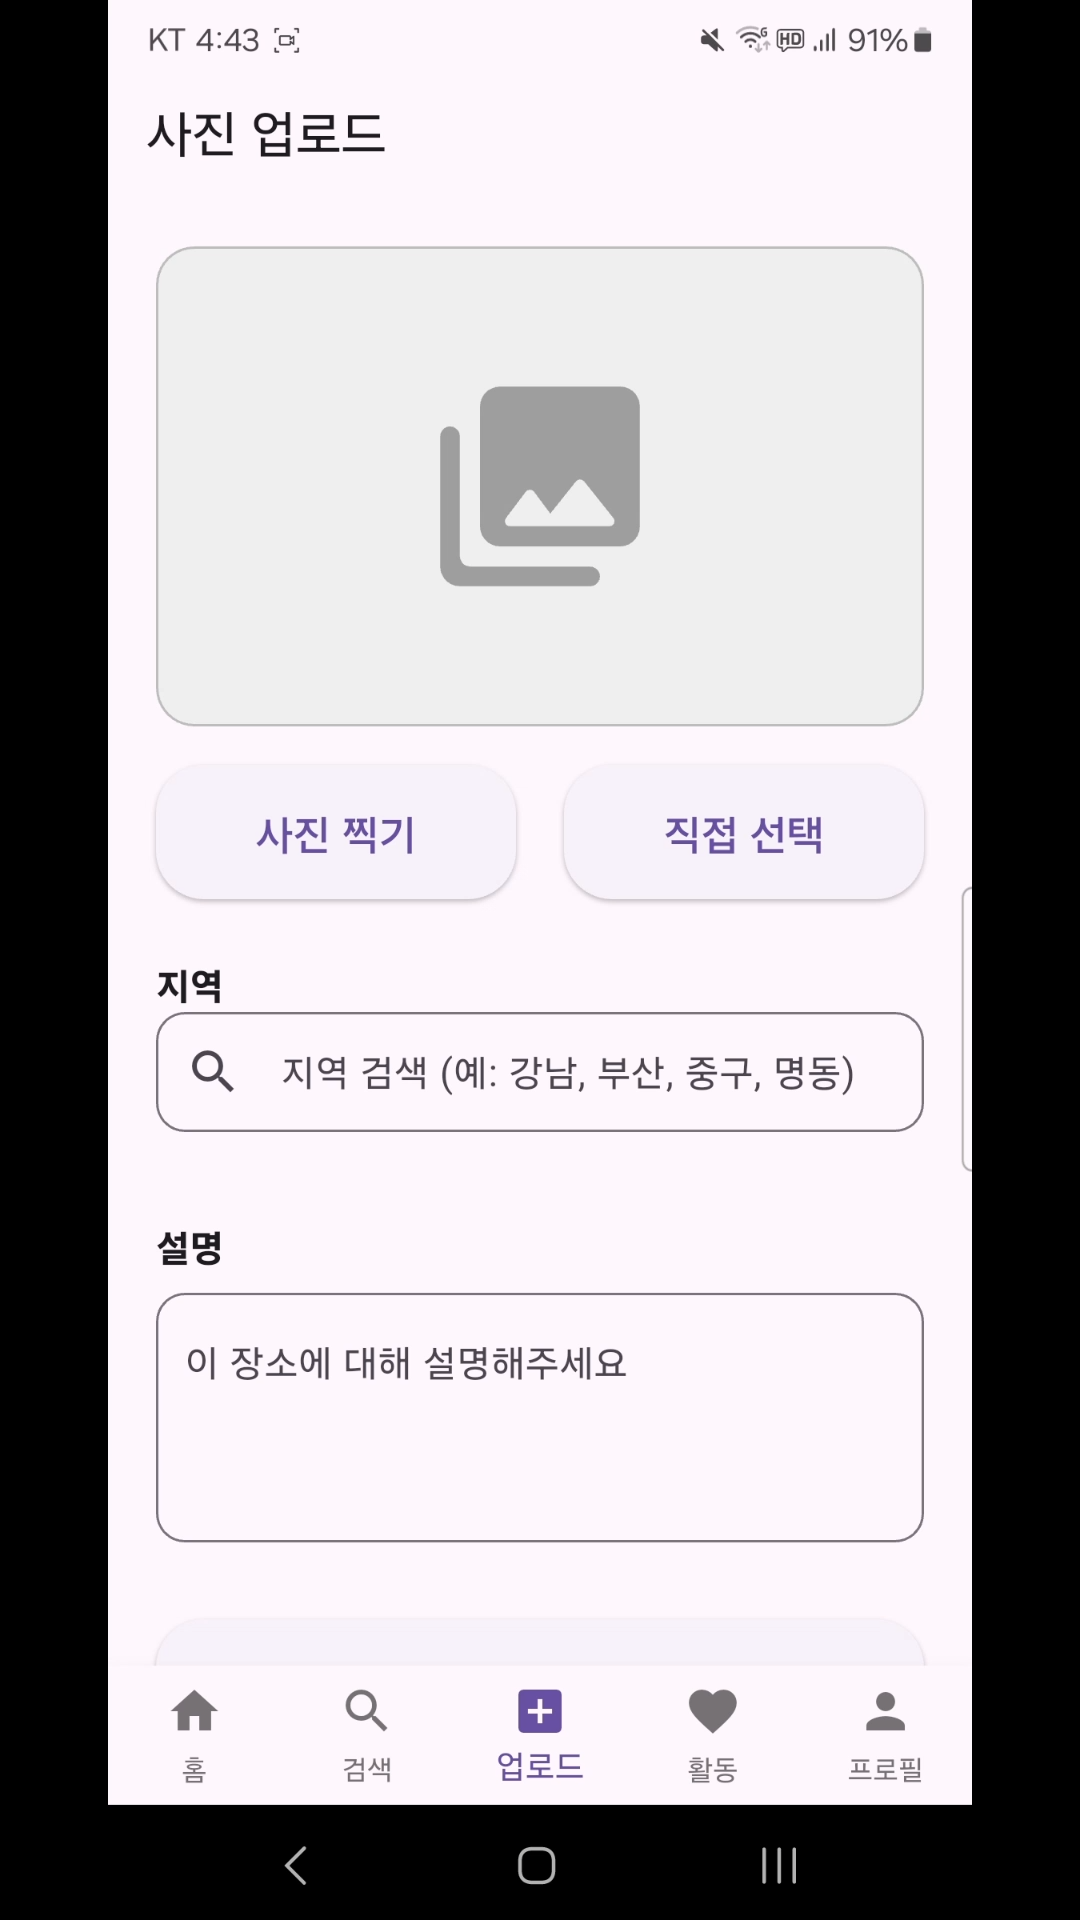 KT 4:43
HD 91%
사진 업로드
사진 찍기
직접 선택
지역
지역 검색 (예: 강남, 부산, 중구, 명동)
설명
이 장소에 대해 설명해주세요
홈
검색
업로드
활동
프로필